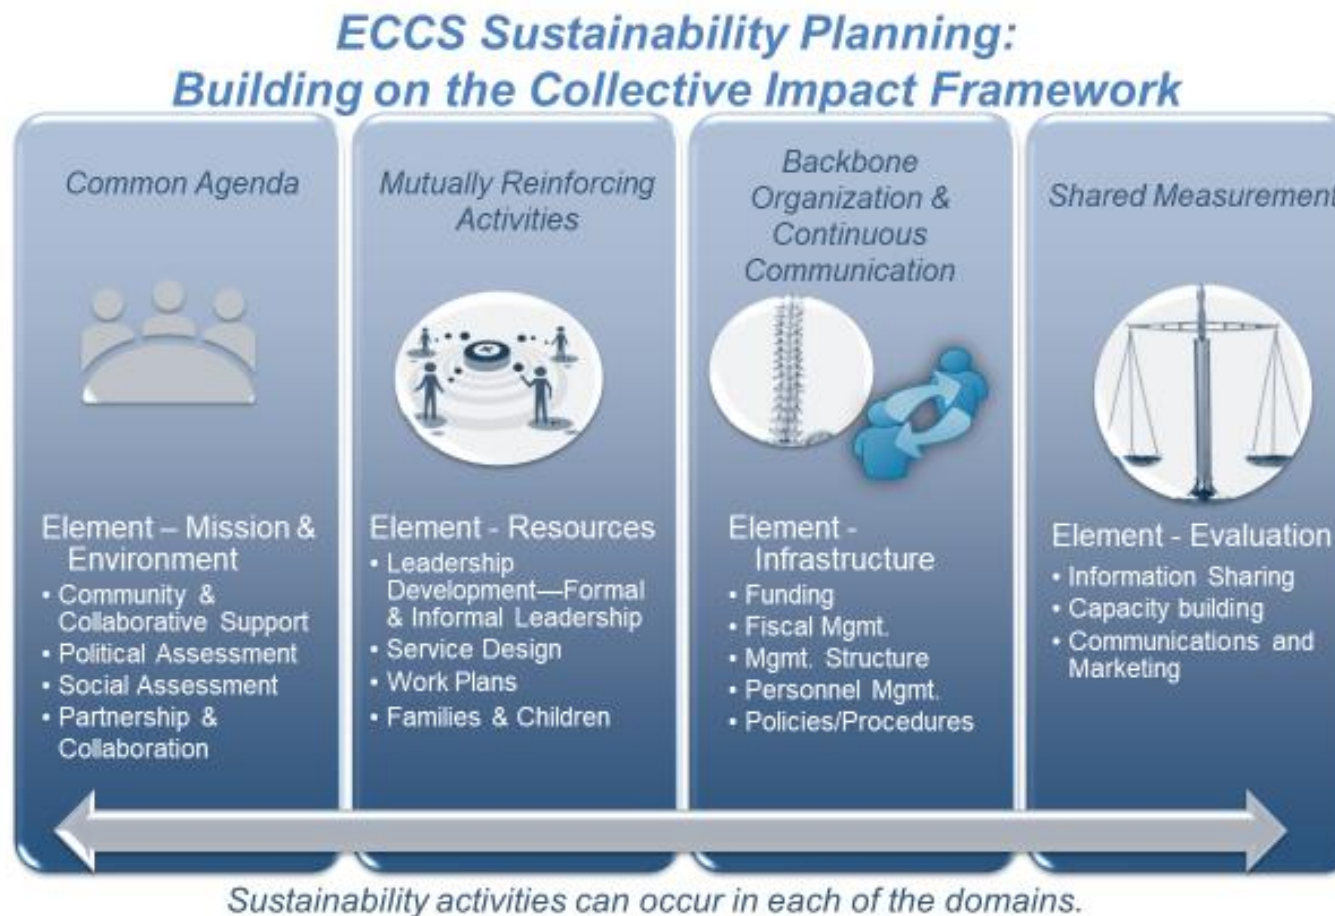 ECCS Sustainability Planning:
Building on the Collective Impact Framework
Common Agenda
Element – Mission &
Environment
• Community &
Collaborative Support
• Political Assessment
• Social Assessment
• Partnership &
Collaboration
Mutually Reinforcing
Activities
Element - Resources
• Leadership
Development—Formal
& Informal Leadership
• Service Design
• Work Plans
• Families & Children
Backbone
Organization &
Continuous
Communication
Element -
Infrastructure
• Funding
• Fiscal Mgmt.
• Mgmt. Structure
• Personnel Mgmt.
• Policies/Procedures
Shared Measurement
Element - Evaluation
• Information Sharing
• Capacity building
• Communications and
Marketing
Sustainability activities can occur in each of the domains.